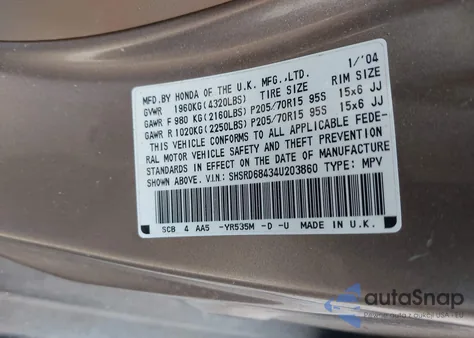 MFD.BY HONDA OF THE U.K. MFG.,LTD. 1/'04
GVWR 1960KG(4320LBS) TIRE SIZE RIM SIZE
GAWR F 980 KG(2160LBS) P205/70R15 95S 15x6 JJ
GAWR R 1020KG(2250LBS) P205/70R15 95S 15x6 JJ
THIS VEHICLE CONFORMS TO ALL APPLICABLE FEDE-
RAL MOTOR VEHICLE SAFETY AND THEFT PREVENTION
STANDARDS IN EFFECT ON THE DATE OF MANUFACTURE
SHOWN ABOVE. V.I.N.: SHSRD68434U203860 TYPE: MPV
SCB 4 AA5 -YR535M -D -U MADE IN U.K.
autoSnap